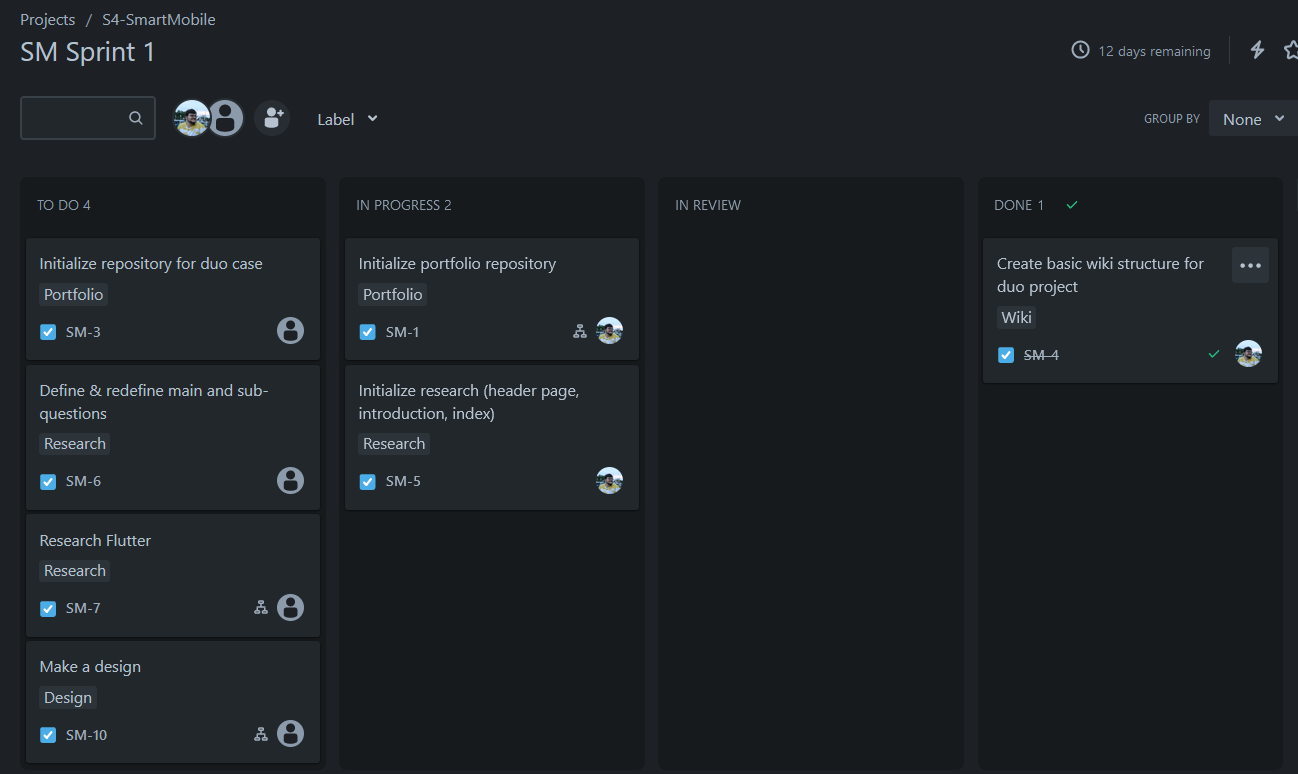 Projects / S4-SmartMobile
SM Sprint 1
12 days remaining
Label
GROUP BY None
TO DO 4
Initialize repository for duo case
Portfolio
SM-3
Define & redefine main and sub-
questions
Research
SM-6
Research Flutter
Research
SM-7
Make a design
Design
SM-10
IN PROGRESS 2
Initialize portfolio repository
Portfolio
SM-1
Initialize research (header page,
introduction, index)
Research
SM-5
IN REVIEW
DONE 1
Create basic wiki structure for
duo project
Wiki
SM-4